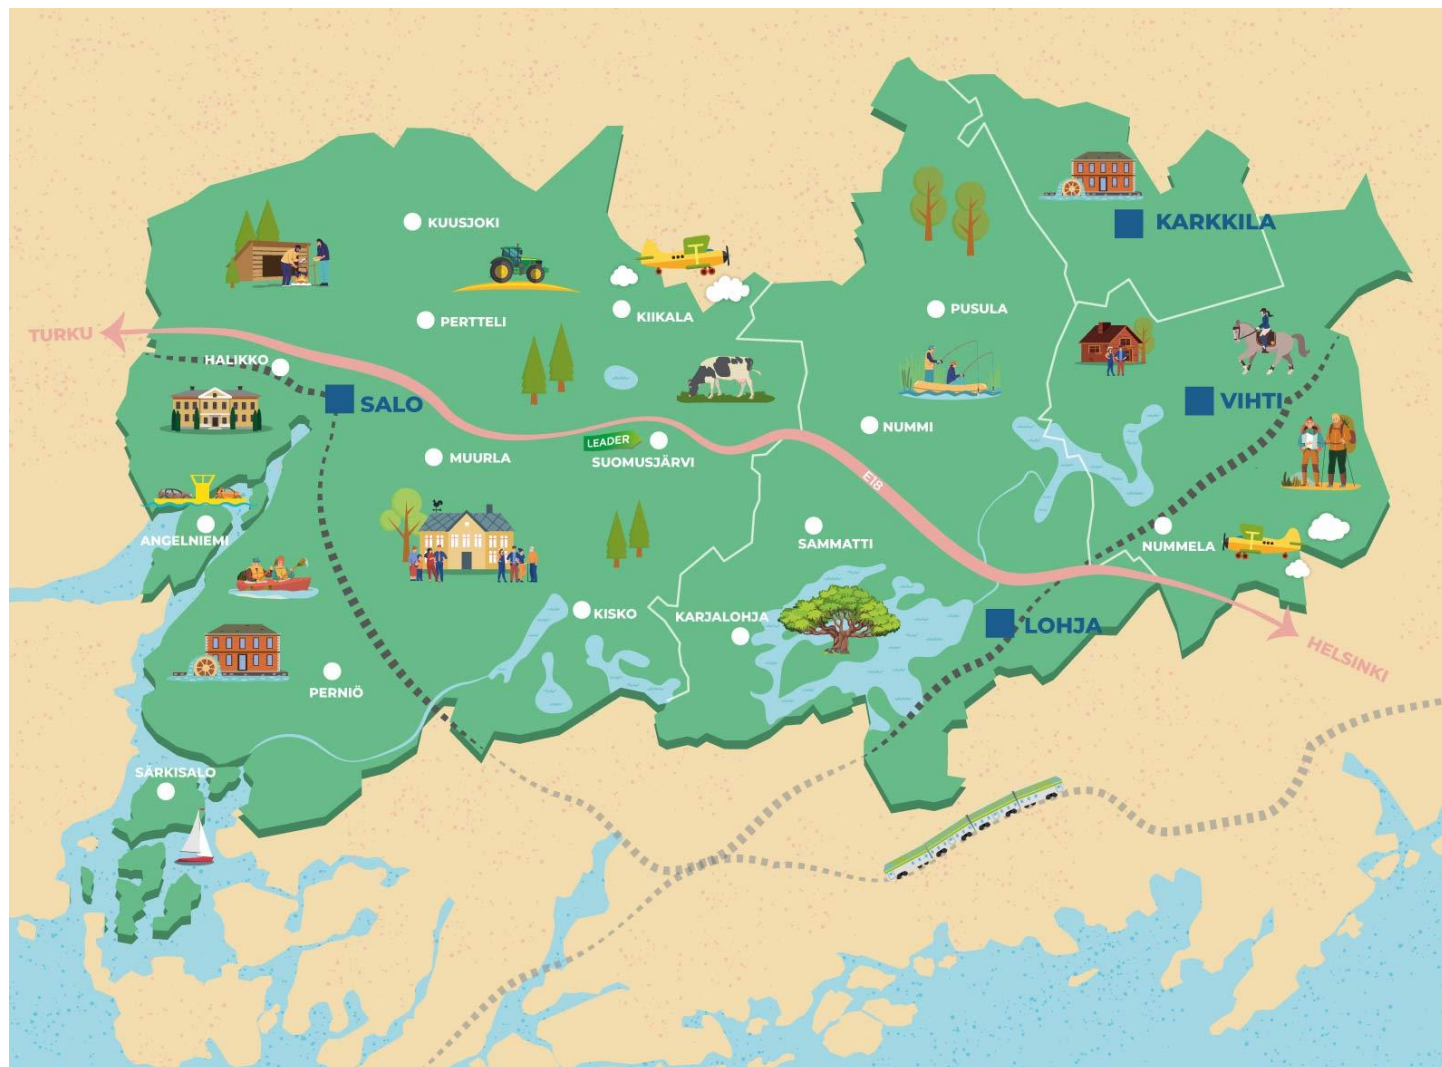 KARKKILA
KUUSJOKI
PUSULA
KIIKALA
PERTTELI
TURKU
HALIKKO
SALO
VIHTI
NUMMI
LEADER
SUOMUSJÄRVI
MUURLA
E18
ANGELNIEMI
SAMMATTI
NUMMELA
KISKO
KARJALOHJA
LOHJA
HELSINKI
PERNIÖ
SÄRKISALO